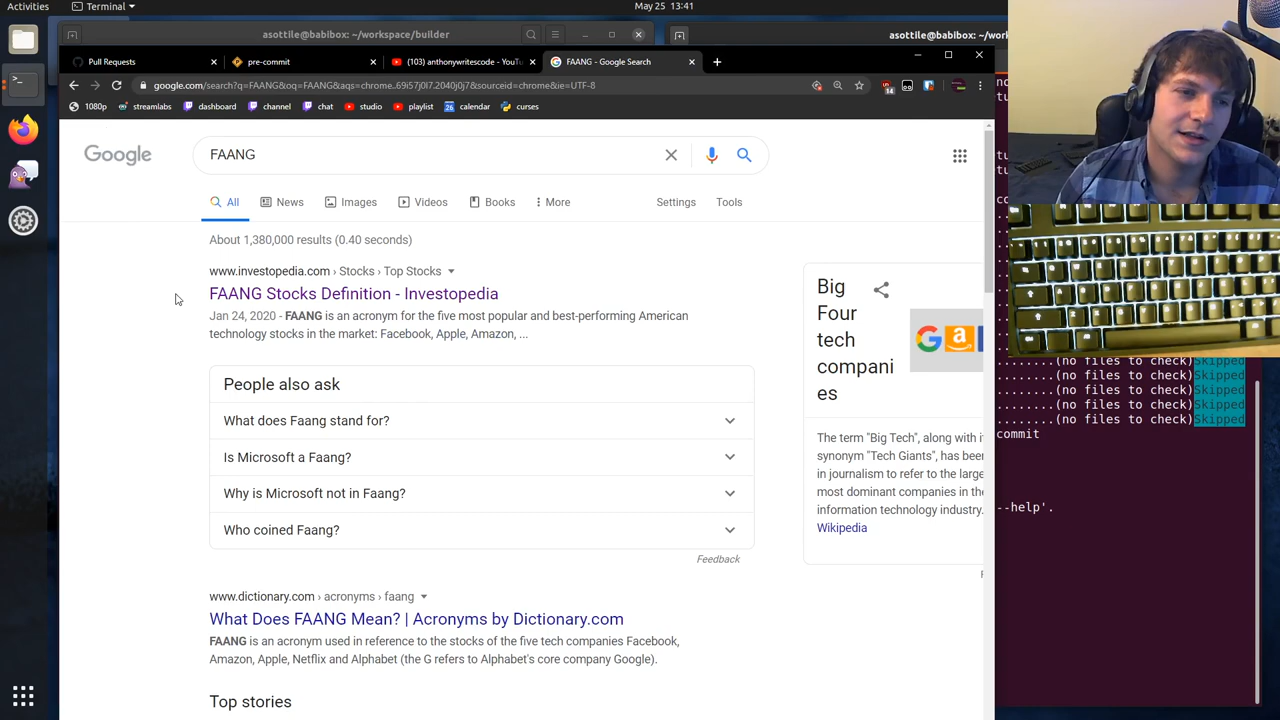 Activities
Terminal
May 25 13:41
asottile@babibox: ~/workspace/builder
asottile@babibox: ~/wo
Pull Requests
pre-commit
(103) anthonywritescode - YouTu
FAANG - Google Search
google.com/search?q=FAANG&oq=FAANG&aqs=chrome..69i57j0l7.2040j0j7&sourceid=chrome&ie=UTF-8
1080p
streamlabs
dashboard
channel
chat
studio
playlist
calendar
curses
Google
FAANG
All
News
Images
Videos
Books
More
Settings
Tools
About 1,380,000 results (0.40 seconds)
www.investopedia.com › Stocks › Top Stocks
FAANG Stocks Definition - Investopedia
Jan 24, 2020 - FAANG is an acronym for the five most popular and best-performing American
technology stocks in the market: Facebook, Apple, Amazon, ...
People also ask
What does Faang stand for?
Is Microsoft a Faang?
Why is Microsoft not in Faang?
Who coined Faang?
Feedback
www.dictionary.com › acronyms › faang
What Does FAANG Mean? | Acronyms by Dictionary.com
FAANG is an acronym used in reference to the stocks of the five tech companies Facebook,
Amazon, Apple, Netflix and Alphabet (the G refers to Alphabet's core company Google).
Top stories
Big
Four
tech
compani
es
The term "Big Tech", along with it
synonym "Tech Giants", has been
in journalism to refer to the large
most dominant companies in the
information technology industry.
Wikipedia
........(no files to check)Skipped
........(no files to check)Skipped
........(no files to check)Skipped
........(no files to check)Skipped
........(no files to check)Skipped
commit
--help'.